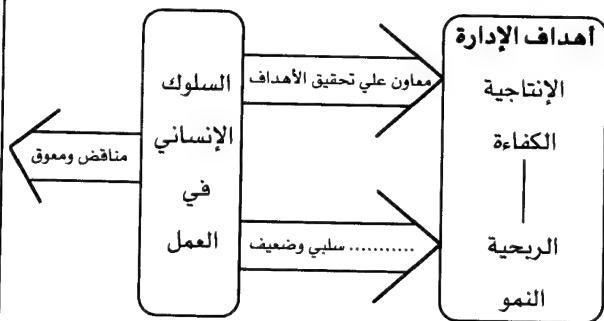 أهداف الإدارة
الإنتاجية
الكفاءة
الربحية
النمو
معاون علي تحقيق الأهداف
سلبي وضعيف ...........
السلوك
الإنساني
في
العمل
مناقض ومعوق